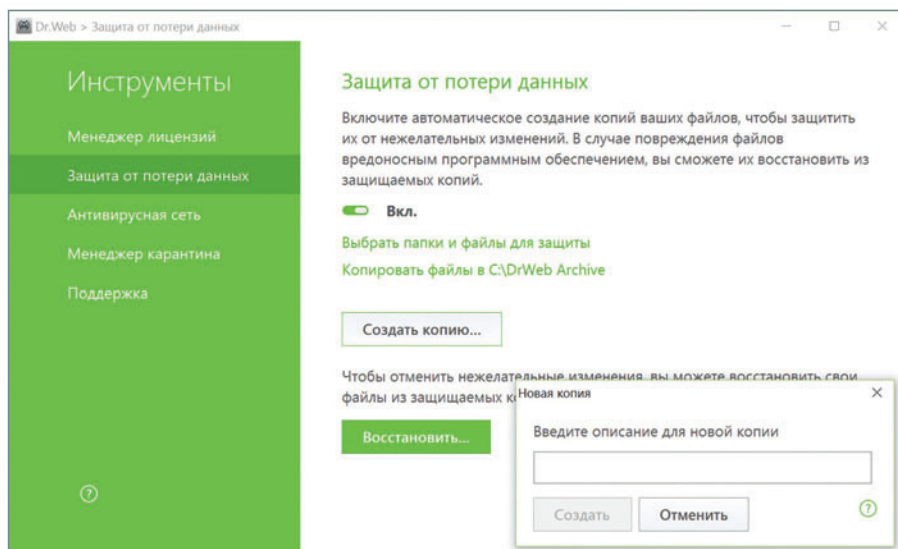 Dr.Web > Защита от потери данных
Инструменты
Менеджер лицензий
Защита от потери данных
Антивирусная сеть
Менеджер карантина
Поддержка
Защита от потери данных
Включите автоматическое создание копий ваших файлов, чтобы защитить
их от нежелательных изменений. В случае повреждения файлов
вредоносным программным обеспечением, вы сможете их восстановить из
защищаемых копий.
Вкл.
Выбрать папки и файлы для защиты
Копировать файлы в C:\DrWeb Archive
Создать копию...
Чтобы отменить нежелательные изменения, вы можете восстановить свои
файлы из защищаемых
Восстановить...
Новая копия
Введите описание для новой копии
Создать
Отменить
?
?